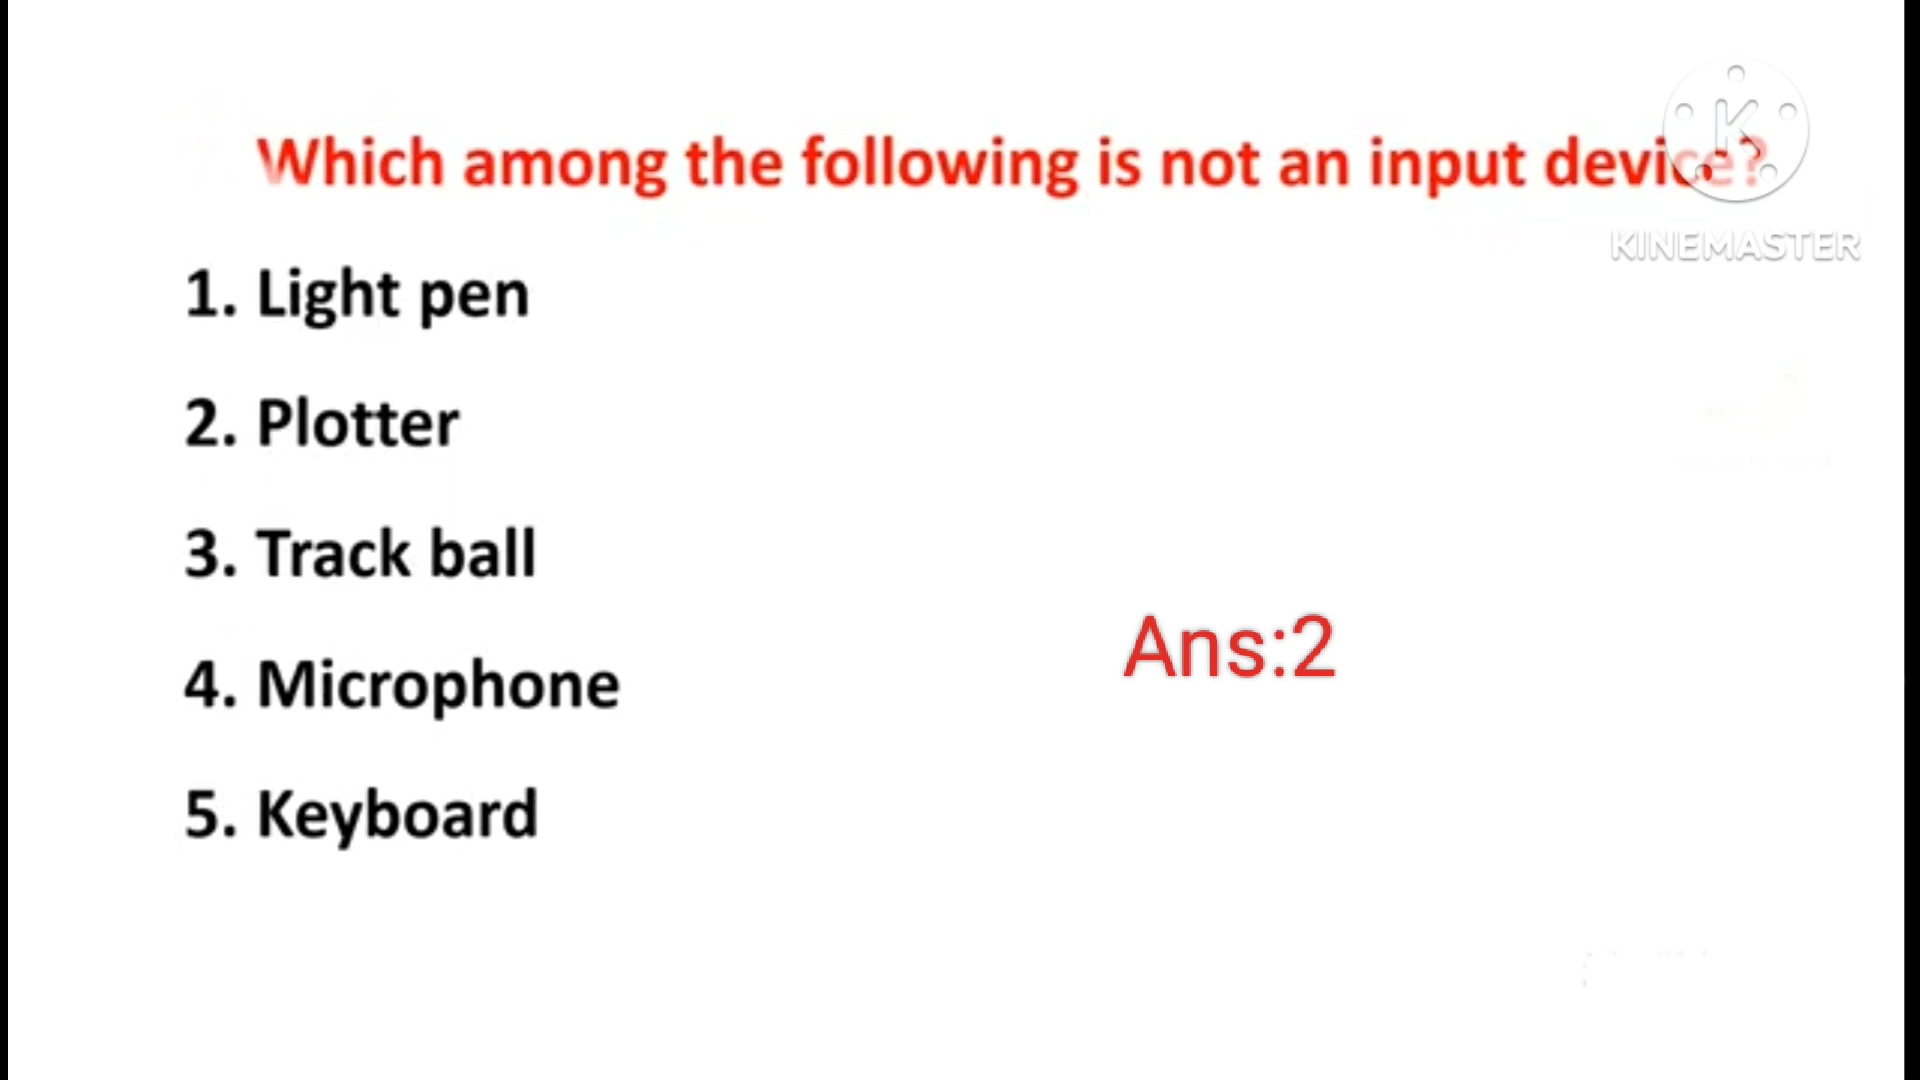 Which among the following is not an input device?
K
KINEMASTER
1. Light pen
2. Plotter
3. Track ball
4. Microphone
5. Keyboard
Ans:2